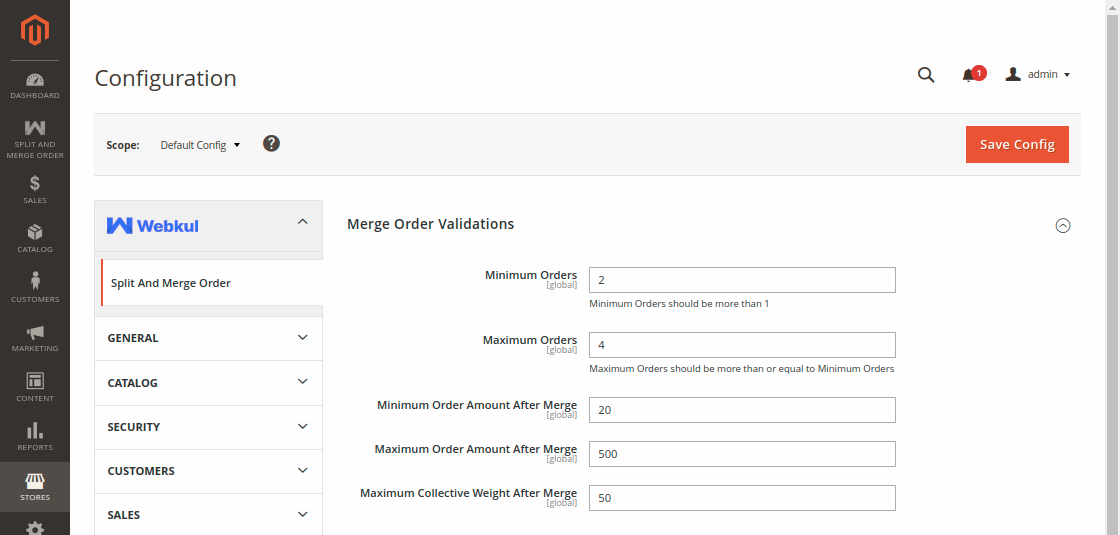 Configuration
1
admin
DASHBOARD
SPLIT AND
MERGE ORDER
SALES
CATALOG
CUSTOMERS
MARKETING
CONTENT
REPORTS
STORES
Scope:
Default Config
?
Save Config
Webkul
Split And Merge Order
GENERAL
CATALOG
SECURITY
CUSTOMERS
SALES
Merge Order Validations
Minimum Orders
[global]
2
Minimum Orders should be more than 1
Maximum Orders
[global]
4
Maximum Orders should be more than or equal to Minimum Orders
Minimum Order Amount After Merge
[global]
20
Maximum Order Amount After Merge
[global]
500
Maximum Collective Weight After Merge
[global]
50